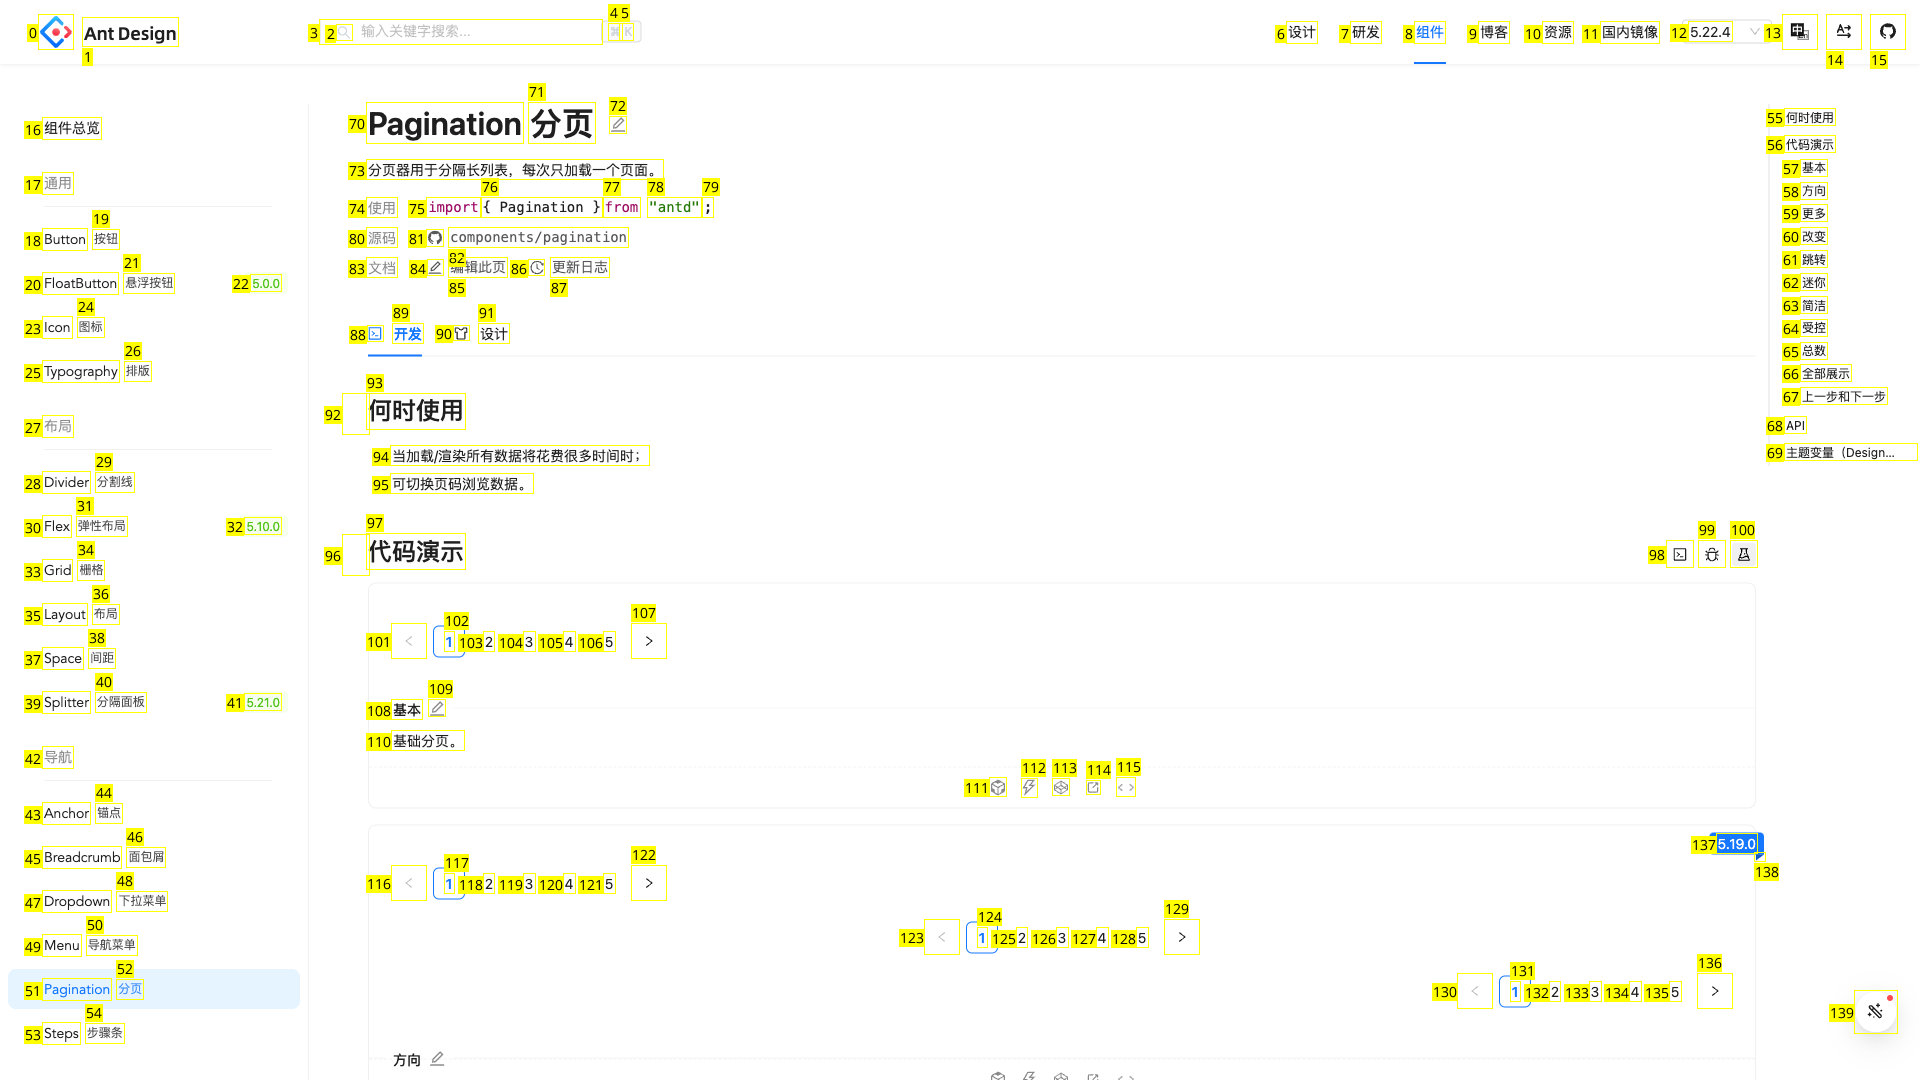 0 Ant Design
1
3 2 输入关键字搜索...
4 5
⌘ K
6 设计 7 研发 8 组件 9 博客 10 资源 11 国内镜像 12 5.22.4 13
14 15
16 组件总览
17 通用
19
18 Button 按钮
21
20 FloatButton 悬浮按钮 22 5.0.0
24
23 Icon 图标
26
25 Typography 排版
27 布局
29
28 Divider 分割线
31
30 Flex 弹性布局 32 5.10.0
34
33 Grid 栅格
36
35 Layout 布局
38
37 Space 间距
40
39 Splitter 分隔面板 41 5.21.0
42 导航
44
43 Anchor 锚点
46
45 Breadcrumb 面包屑
48
47 Dropdown 下拉菜单
50
49 Menu 导航菜单
52
51 Pagination 分页
54
53 Steps 步骤条
71
70 Pagination 分页 72
73 分页器用于分隔长列表，每次只加载一个页面。
76 77 78 79
74 使用 75 import { Pagination } from "antd";
80 源码 81 components/pagination
82
83 文档 84 编辑此页 86 更新日志
85 87
89 91
88 开发 90 设计
93
92 何时使用
94 当加载/渲染所有数据将花费很多时间时；
95 可切换页码浏览数据。
97
96 代码演示
98 99 100
102 107
101 < 1 103 2 104 3 105 4 106 5 >
109
108 基本
110 基础分页。
111 112 113 114 115
137 5.19.0
138
117 122
116 < 1 118 2 119 3 120 4 121 5 >
124 129
123 < 1 125 2 126 3 127 4 128 5 >
131 136
130 < 1 132 2 133 3 134 4 135 5 >
方向
55 何时使用
56 代码演示
57 基本
58 方向
59 更多
60 改变
61 跳转
62 迷你
63 简洁
64 受控
65 总数
66 全部展示
67 上一步和下一步
68 API
69 主题变量（Design...
139